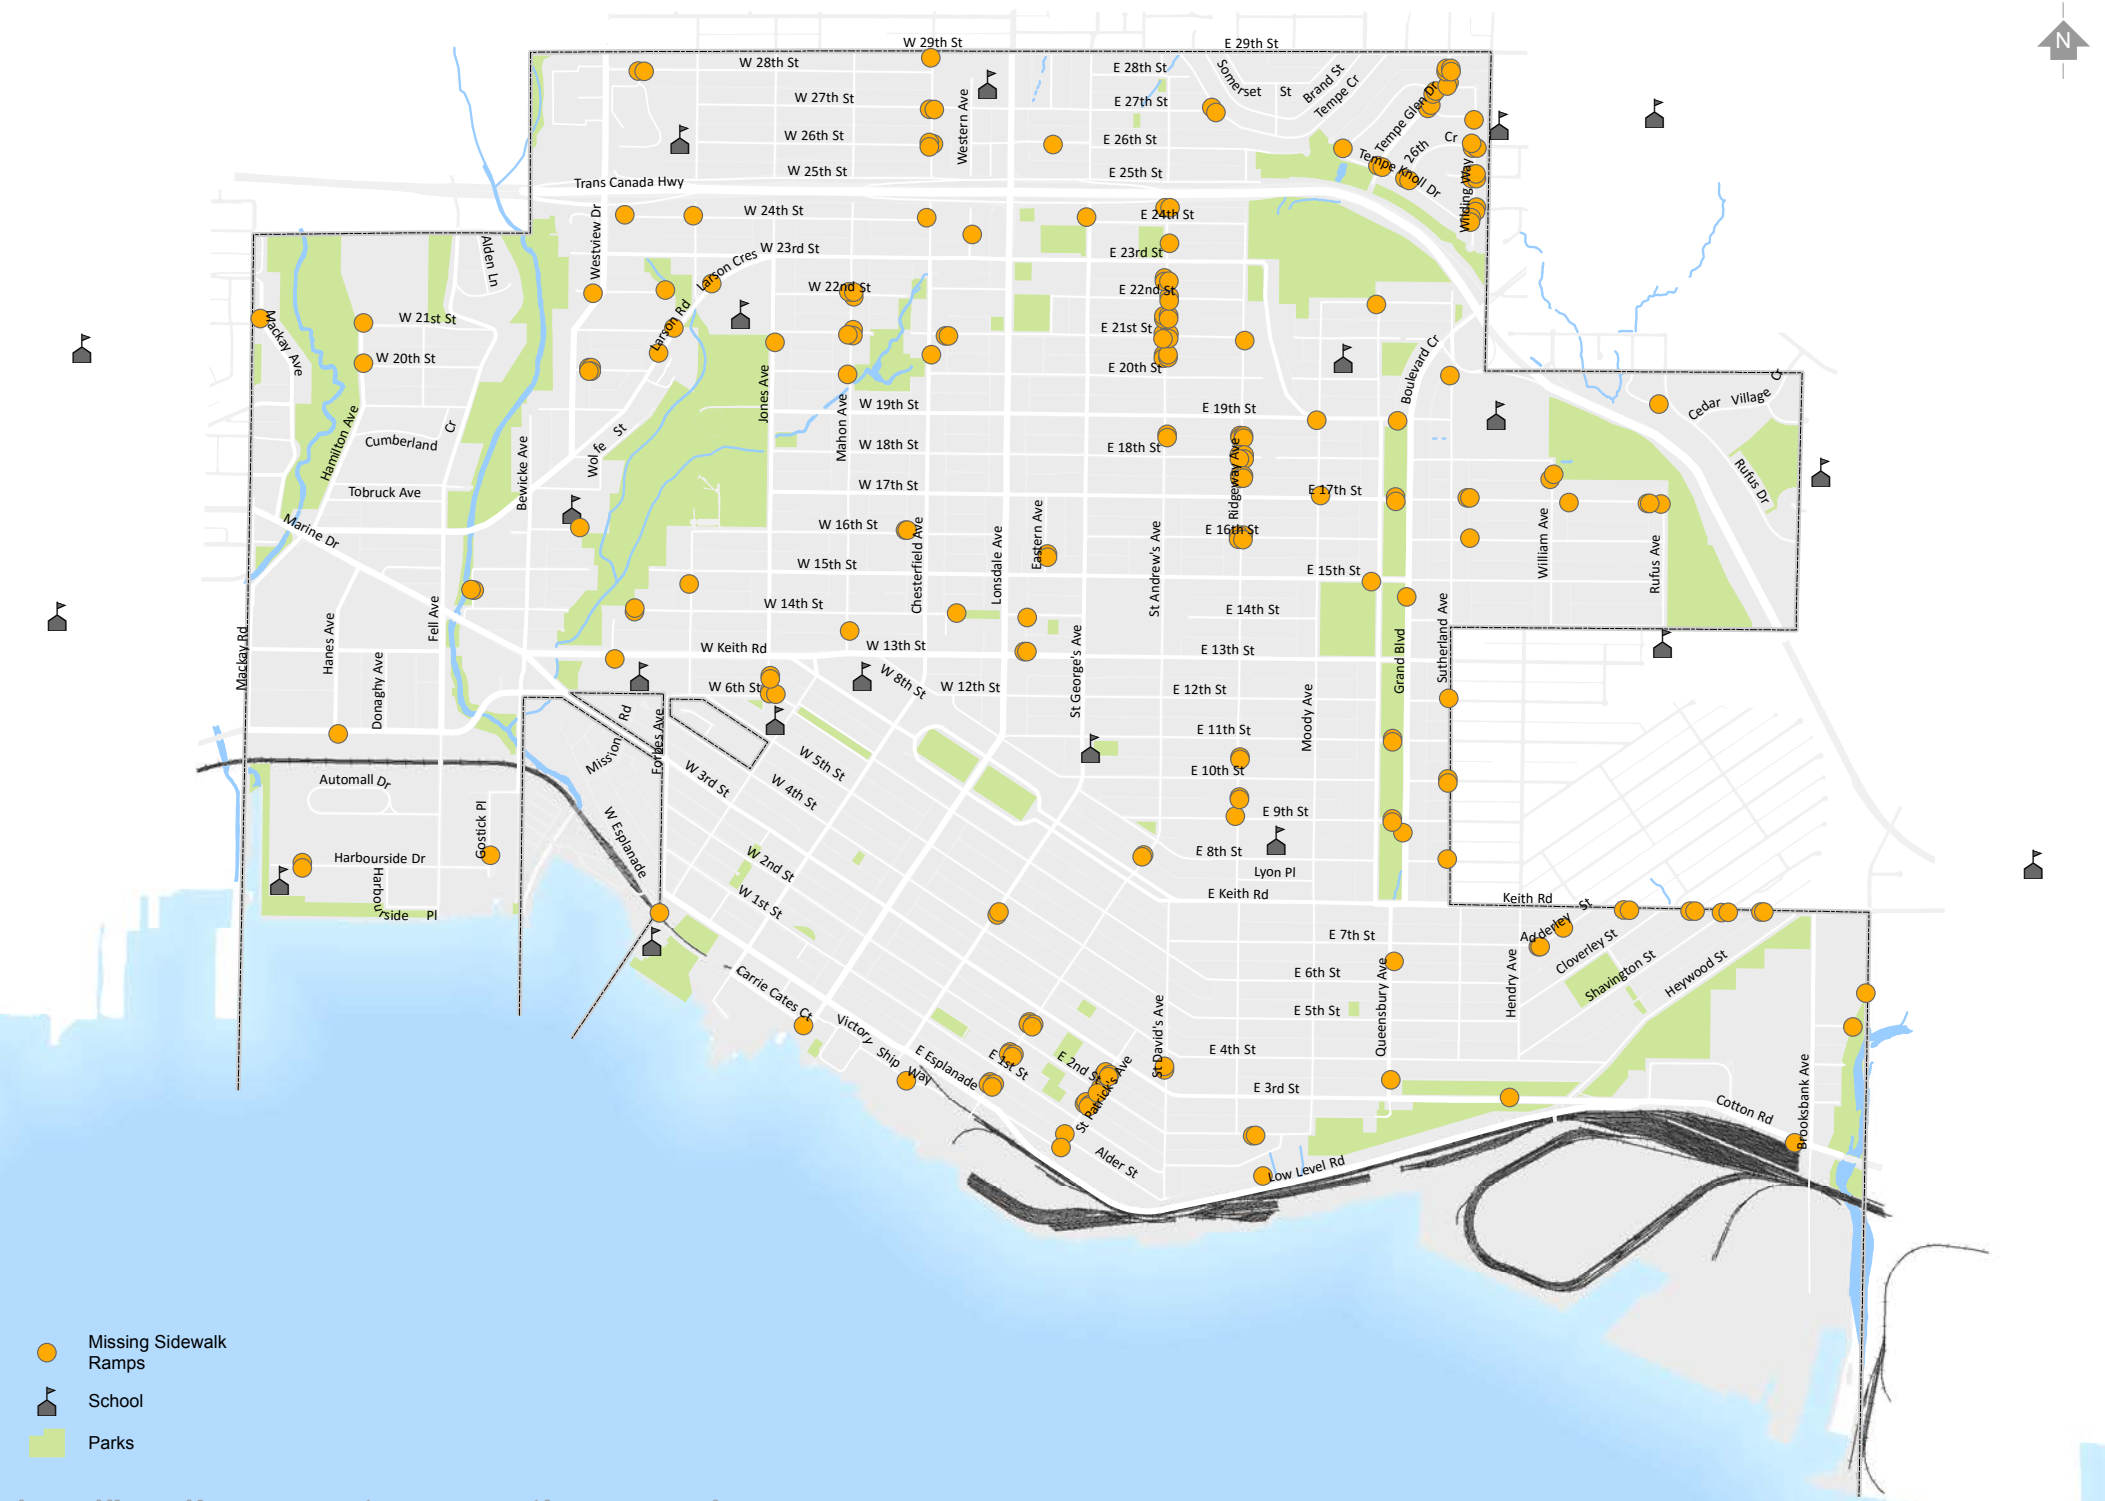 W 29th St
E 29th St
N
W 28th St
E 28th St
Somerset St
Brand St
Tempe Cr
W 27th St
E 27th St
Western Ave
Tempe Glen Dr
W 26th St
E 26th St
26th Cr
W 25th St
E 25th St
Tempe Knoll Dr
Trans Canada Hwy
Wilding Way
W 24th St
E 24th St
Westview Dr
Alden Ln
W 23rd St
E 23rd St
Larson Cres
W 22nd St
E 22nd St
Mackay Ave
W 21st St
Larson Rd
E 21st St
W 20th St
E 20th St
Boulevard Cr
Jones Ave
Cedar Village Cr
W 19th St
E 19th St
Mahon Ave
Hamilton Ave
Cumberland Cr
Wolfe St
W 18th St
E 18th St
Bewicke Ave
Ridgeway Ave
Tobruck Ave
W 17th St
E 17th St
Rufus Dr
Marine Dr
W 16th St
E 16th St
Chesterfield Ave
Lonsdale Ave
Eastern Ave
St Andrew's Ave
William Ave
Rufus Ave
W 15th St
E 15th St
Fell Ave
W 14th St
E 14th St
Hanes Ave
Mackay Rd
Donaghy Ave
W Keith Rd
W 13th St
E 13th St
St George's Ave
Grand Blvd
Sutherland Ave
W 6th St
W 8th St
W 12th St
E 12th St
Moody Ave
Mission Rd
Forbes Ave
E 11th St
W 5th St
W 3rd St
W 4th St
E 10th St
Automall Dr
Gostick Pl
W Esplanade
E 9th St
Harbourside Dr
W 2nd St
E 8th St
Lyon Pl
Harbourside Pl
W 1st St
E Keith Rd
Keith Rd
Adderley St
E 7th St
Cloverley St
Shavington St
Heywood St
E 6th St
Queensbury Ave
Hendry Ave
Carrie Cates Ct
E 5th St
St David's Ave
Victory Ship Way
E Esplanade
E 1st St
E 2nd St
E 4th St
St Patrick's Ave
E 3rd St
Brooksbank Ave
Cotton Rd
Alder St
Low Level Rd
Missing Sidewalk
Ramps
School
Parks